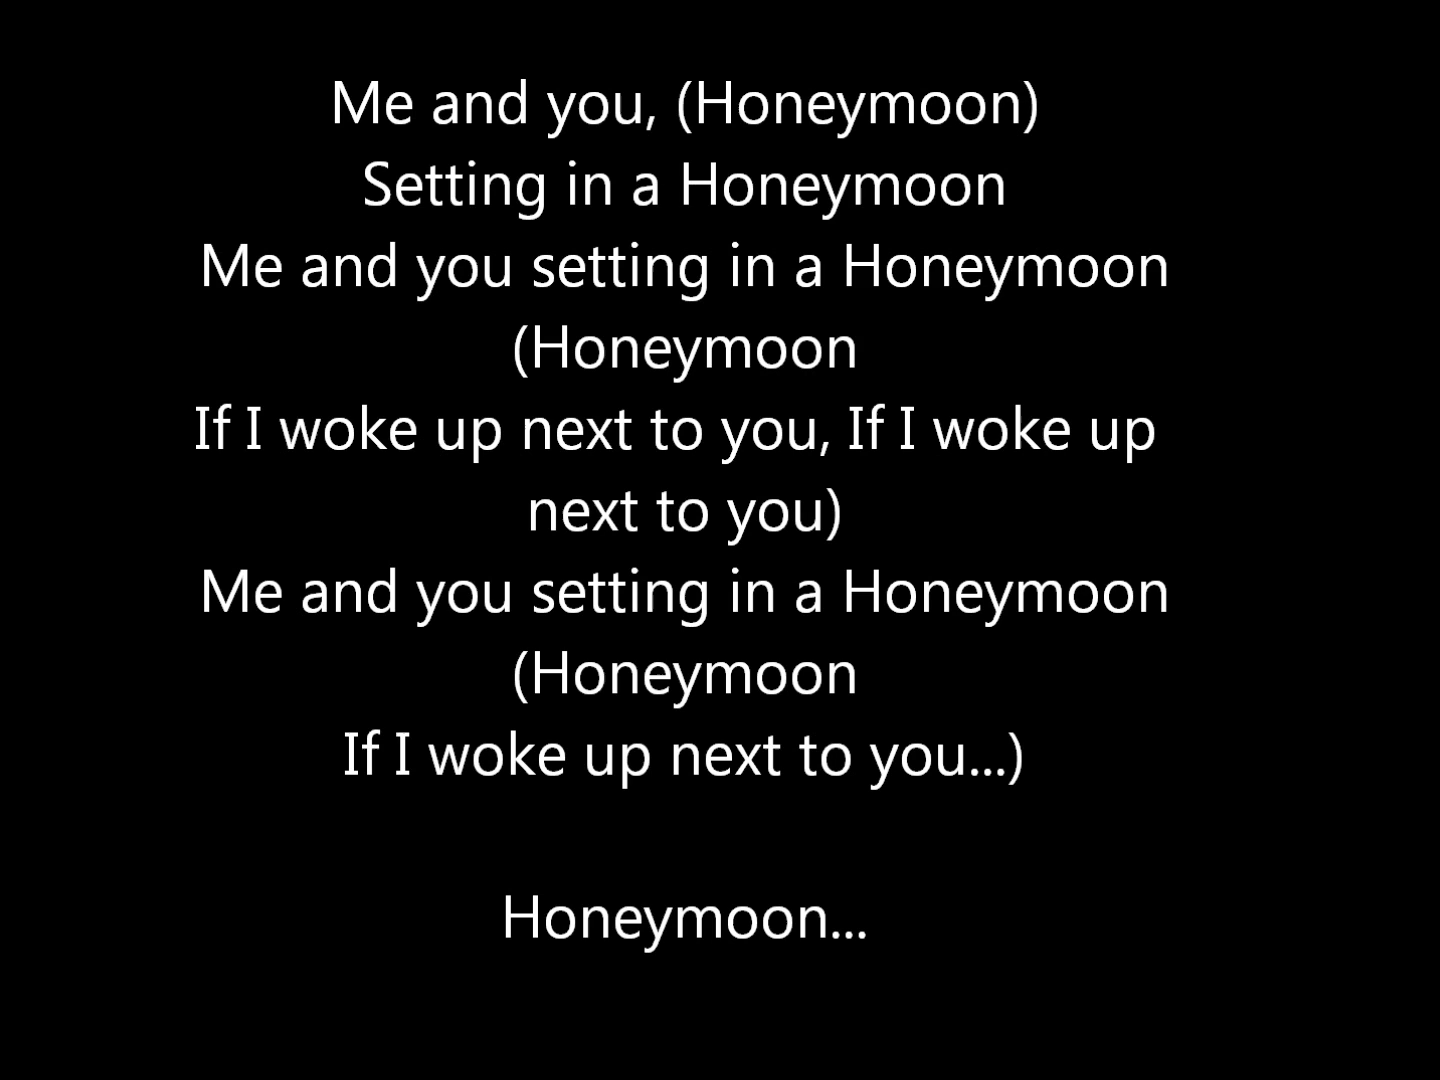 Me and you, (Honeymoon)
Setting in a Honeymoon
Me and you setting in a Honeymoon
(Honeymoon
If I woke up next to you, If I woke up
next to you)
Me and you setting in a Honeymoon
(Honeymoon
If I woke up next to you...)
Honeymoon...